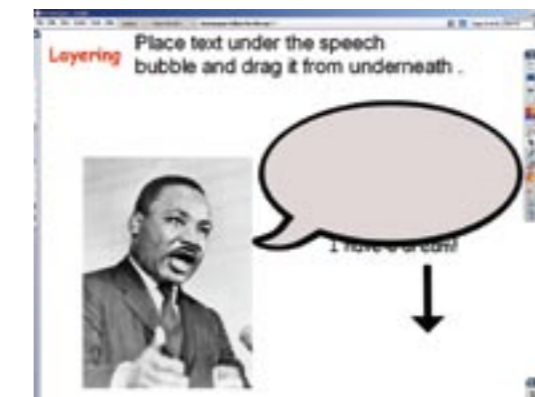 Layering
Place text under the speech
bubble and drag it from underneath .
I have a dream!